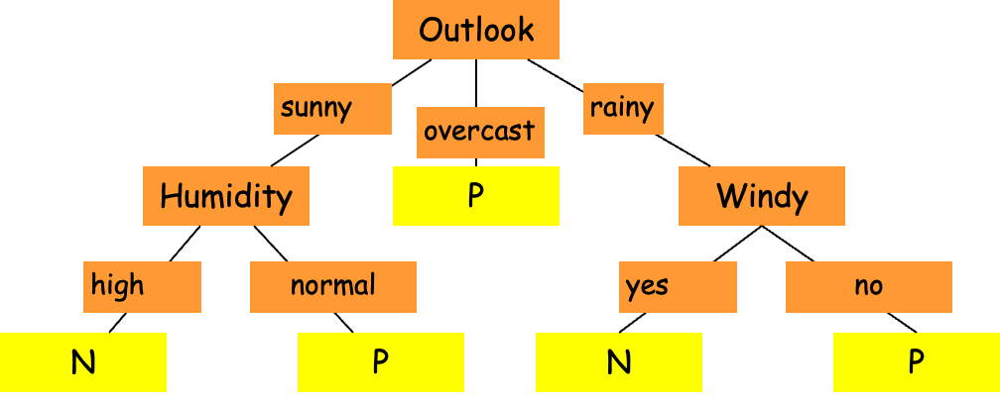 Outlook
sunny
overcast
rainy
Humidity
P
Windy
high
normal
yes
no
N
P
N
P